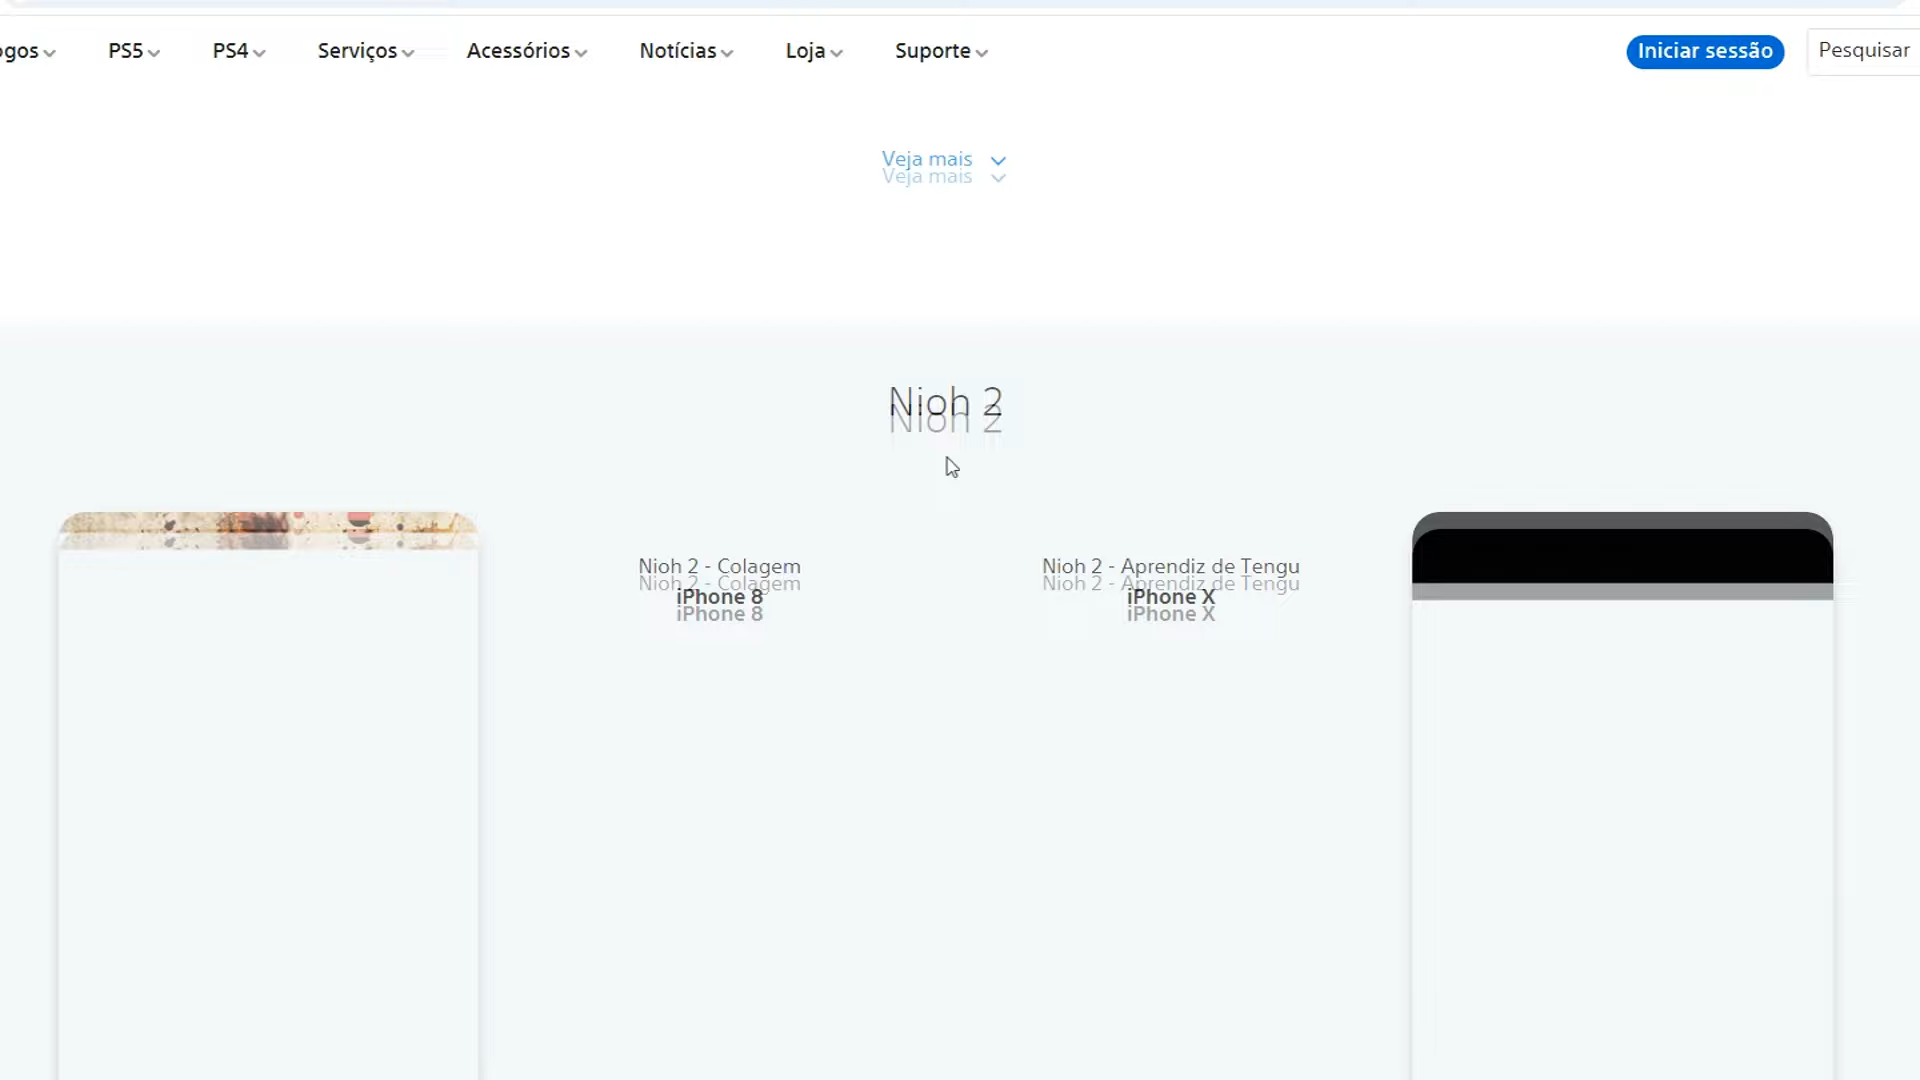 ogos
PS5
PS4
Serviços
Acessórios
Notícias
Loja
Suporte
Iniciar sessão
Pesquisar
Veja mais
Veja mais
Nioh 2
Nioh 2
Nioh 2 - Colagem
Nioh 2 - Colagem
iPhone 8
iPhone 8
Nioh 2 - Aprendiz de Tengu
Nioh 2 - Aprendiz de Tengu
iPhone X
iPhone X